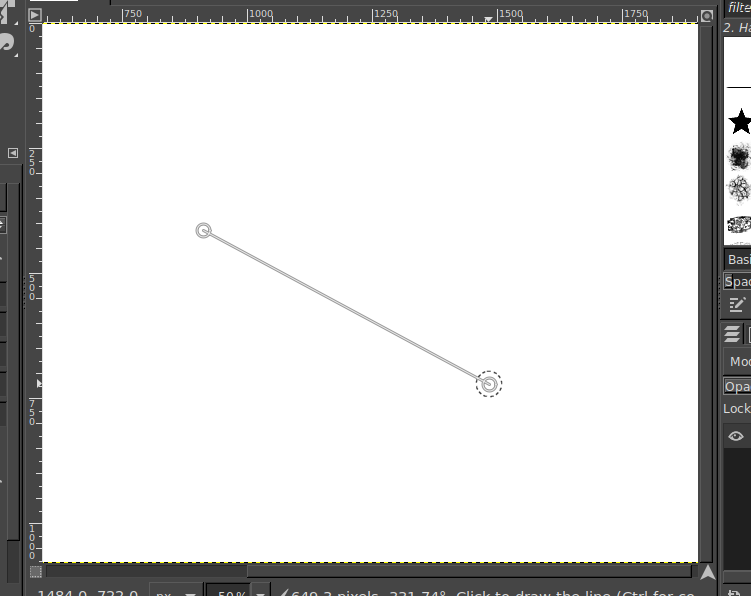 filte
750 1000 1250 1500 1750
2. Ha
0
250
500
750
1000
Basi
Spac
Mod
Opa
Lock
1484.0, 722.0 px 50% 649.3 pixels, 331.74°. Click to draw the line (Ctrl for co